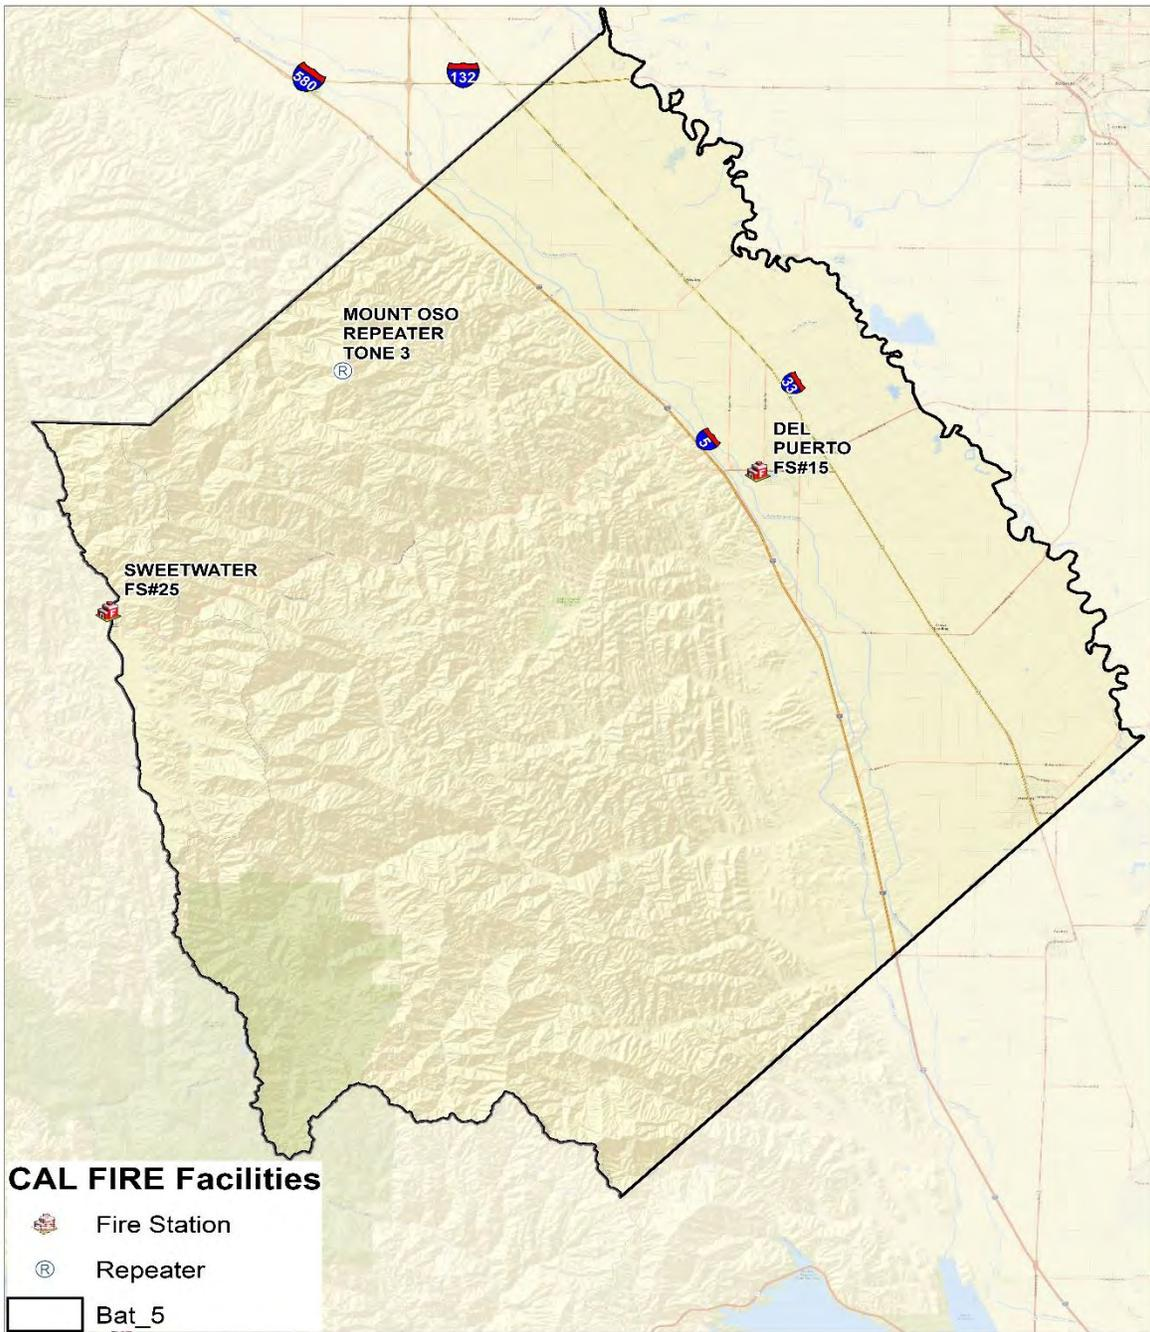 580
132
MOUNT OSO
REPEATER
TONE 3
R
33
5
DEL
PUERTO
FS#15
SWEETWATER
FS#25
CAL FIRE Facilities
Fire Station
R
Repeater
Bat_5